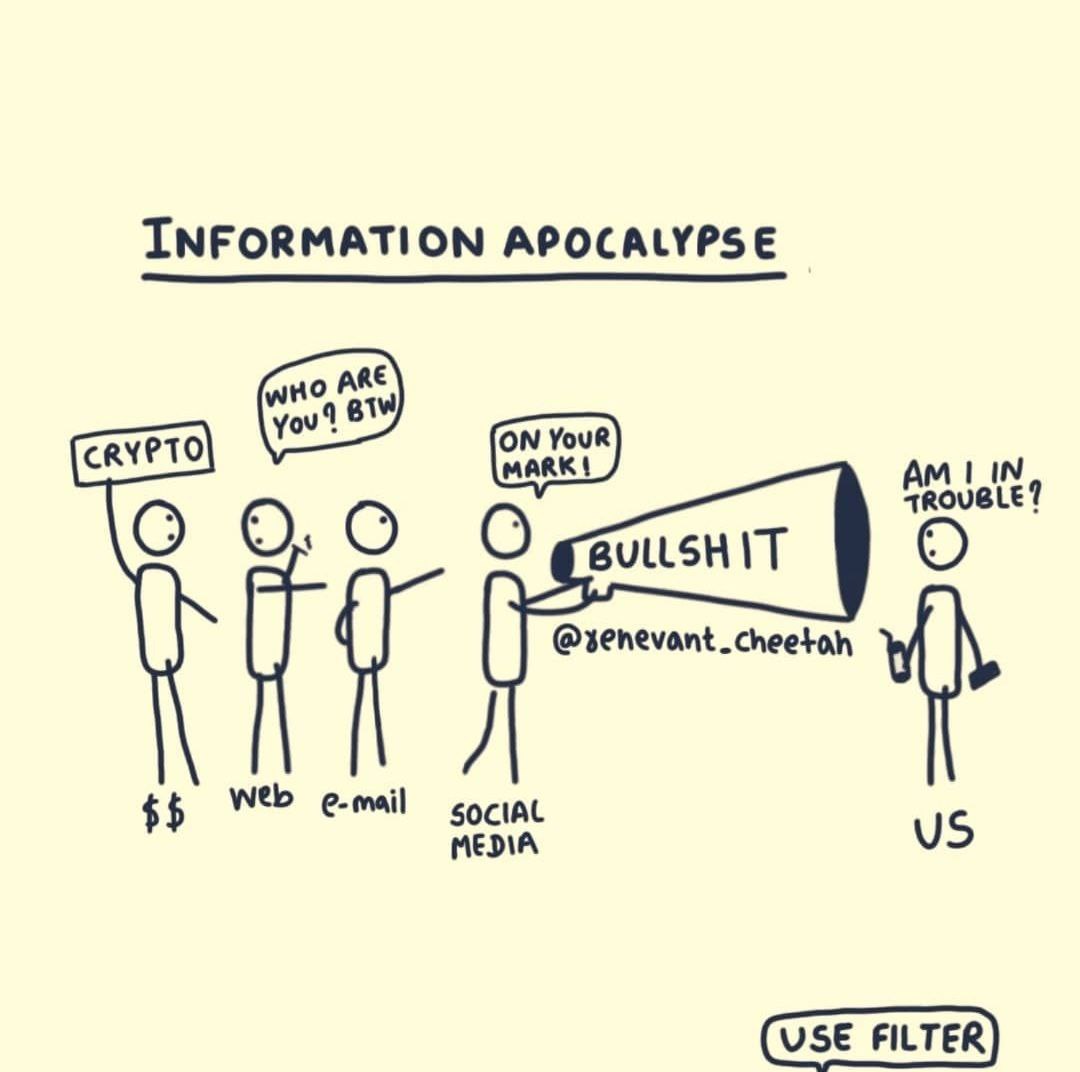 INFORMATION APOCALYPSE
WHO ARE
YOU? BTW
CRYPTO
ON YOUR
MARK!
AM I IN
TROUBLE?
BULLSHIT
@renevant_cheetah
$$
web
e-mail
SOCIAL
MEDIA
US
USE FILTER